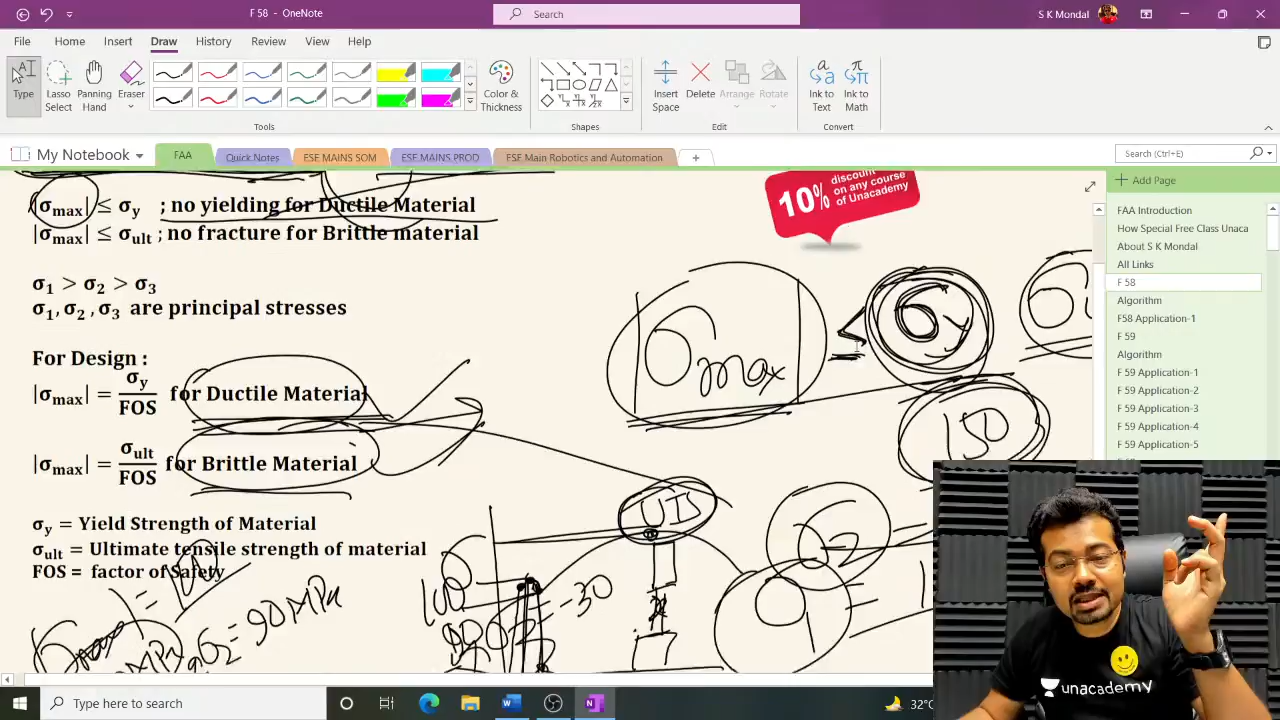 F 58 - OneNote
Search
S K Mondal
File
Home
Insert
Draw
History
Review
View
Help
Type
Lasso Select
Panning Hand
Eraser
Color & Thickness
Insert Space
Delete
Arrange
Rotate
Ink to Text
Ink to Math
Tools
Shapes
Edit
Convert
My Notebook
FAA
Quick Notes
ESE MAINS SOM
ESE MAINS PROD
ESE Main Robotics and Automation
Search (Ctrl+E)
Add Page
FAA Introduction
How Special Free Class Unaca
About S K Mondal
All Links
F 58
Algorithm
F58 Application-1
F 59
Algorithm
F 59 Application-1
F 59 Application-2
F 59 Application-3
F 59 Application-4
F 59 Application-5
10% discount
on any course
of Unacademy
|σmax| ≤ σy ; no yielding for Ductile Material
|σmax| ≤ σult ; no fracture for Brittle material
σ1 > σ2 > σ3
σ1, σ2 , σ3 are principal stresses
For Design :
|σmax| = σy/FOS for Ductile Material
|σmax| = σult/FOS for Brittle Material
σy = Yield Strength of Material
σult = Ultimate tensile strength of material
FOS = factor of Safety
|σmax| ≤ σy
150
UTS
100
-30
σ2 = 90 MPa
unacademy
Type here to search
32°C